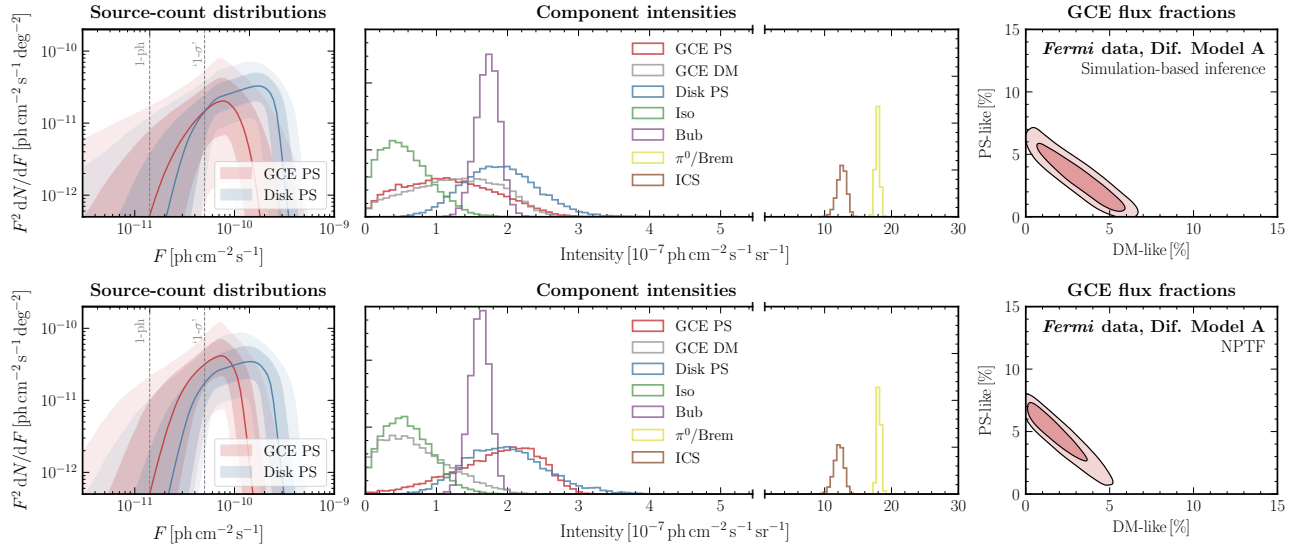 Source-count distributions
Component intensities
GCE flux fractions
F² dN/dF [ph cm⁻² s⁻¹ deg⁻²]
10⁻¹⁰
10⁻¹¹
10⁻¹²
1-ph
'1-σ'
GCE PS
Disk PS
10⁻¹¹ 10⁻¹⁰ 10⁻⁹
F [ph cm⁻² s⁻¹]
GCE PS
GCE DM
Disk PS
Iso
Bub
π⁰/Brem
ICS
0 1 2 3 4 5 10 20 30
Intensity [10⁻⁷ ph cm⁻² s⁻¹ sr⁻¹]
Fermi data, Dif. Model A
Simulation-based inference
PS-like [%]
15
10
5
0
0 5 10 15
DM-like [%]
Source-count distributions
Component intensities
GCE flux fractions
F² dN/dF [ph cm⁻² s⁻¹ deg⁻²]
10⁻¹⁰
10⁻¹¹
10⁻¹²
1-ph
'1-σ'
GCE PS
Disk PS
10⁻¹¹ 10⁻¹⁰ 10⁻⁹
F [ph cm⁻² s⁻¹]
GCE PS
GCE DM
Disk PS
Iso
Bub
π⁰/Brem
ICS
0 1 2 3 4 5 10 20 30
Intensity [10⁻⁷ ph cm⁻² s⁻¹ sr⁻¹]
Fermi data, Dif. Model A
NPTF
PS-like [%]
15
10
5
0
0 5 10 15
DM-like [%]